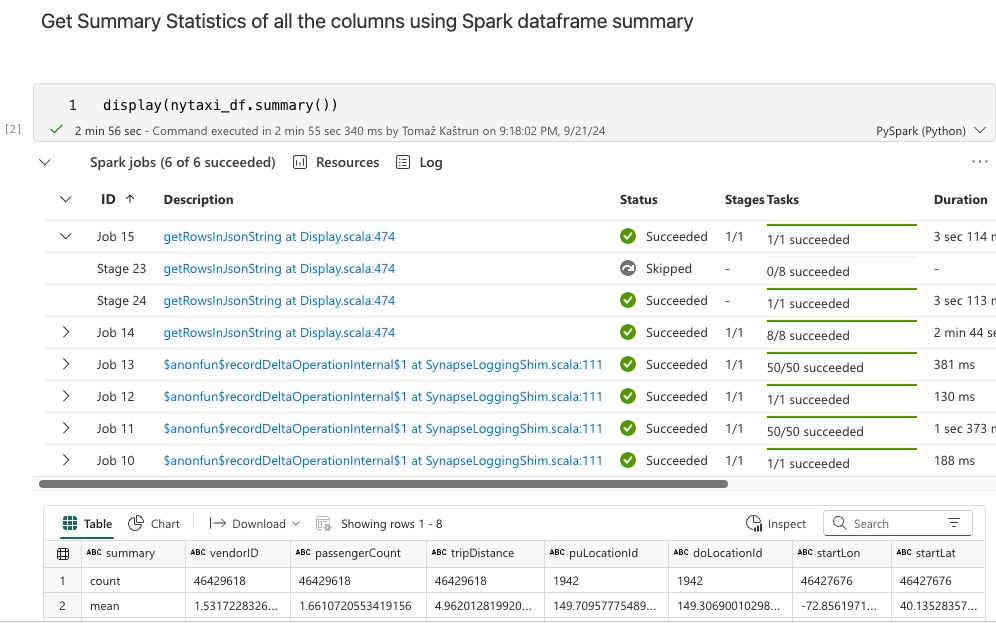 Get Summary Statistics of all the columns using Spark dataframe summary
1 display(nytaxi_df.summary())
[2]
2 min 56 sec - Command executed in 2 min 55 sec 340 ms by Tomaž Kaštrun on 9:18:02 PM, 9/21/24 PySpark (Python)
Spark jobs (6 of 6 succeeded) Resources Log ...
ID ↑ Description Status Stages Tasks Duration
Job 15 getRowsInJsonString at Display.scala:474 Succeeded 1/1 1/1 succeeded 3 sec 114 m
Stage 23 getRowsInJsonString at Display.scala:474 Skipped - 0/8 succeeded -
Stage 24 getRowsInJsonString at Display.scala:474 Succeeded - 1/1 succeeded 3 sec 113 m
Job 14 getRowsInJsonString at Display.scala:474 Succeeded 1/1 8/8 succeeded 2 min 44 se
Job 13 $anonfun$recordDeltaOperationInternal$1 at SynapseLoggingShim.scala:111 Succeeded 1/1 50/50 succeeded 381 ms
Job 12 $anonfun$recordDeltaOperationInternal$1 at SynapseLoggingShim.scala:111 Succeeded 1/1 1/1 succeeded 130 ms
Job 11 $anonfun$recordDeltaOperationInternal$1 at SynapseLoggingShim.scala:111 Succeeded 1/1 50/50 succeeded 1 sec 373 m
Job 10 $anonfun$recordDeltaOperationInternal$1 at SynapseLoggingShim.scala:111 Succeeded 1/1 1/1 succeeded 188 ms
Table Chart Download Showing rows 1 - 8 Inspect Search
ABC summary ABC vendorID ABC passengerCount ABC tripDistance ABC puLocationId ABC doLocationId ABC startLon ABC startLat
1 count 46429618 46429618 46429618 1942 1942 46427676 46427676
2 mean 1.5317228326... 1.6610720553419156 4.962012819920... 149.70957775489... 149.30690010298... -72.8561971... 40.13528357...